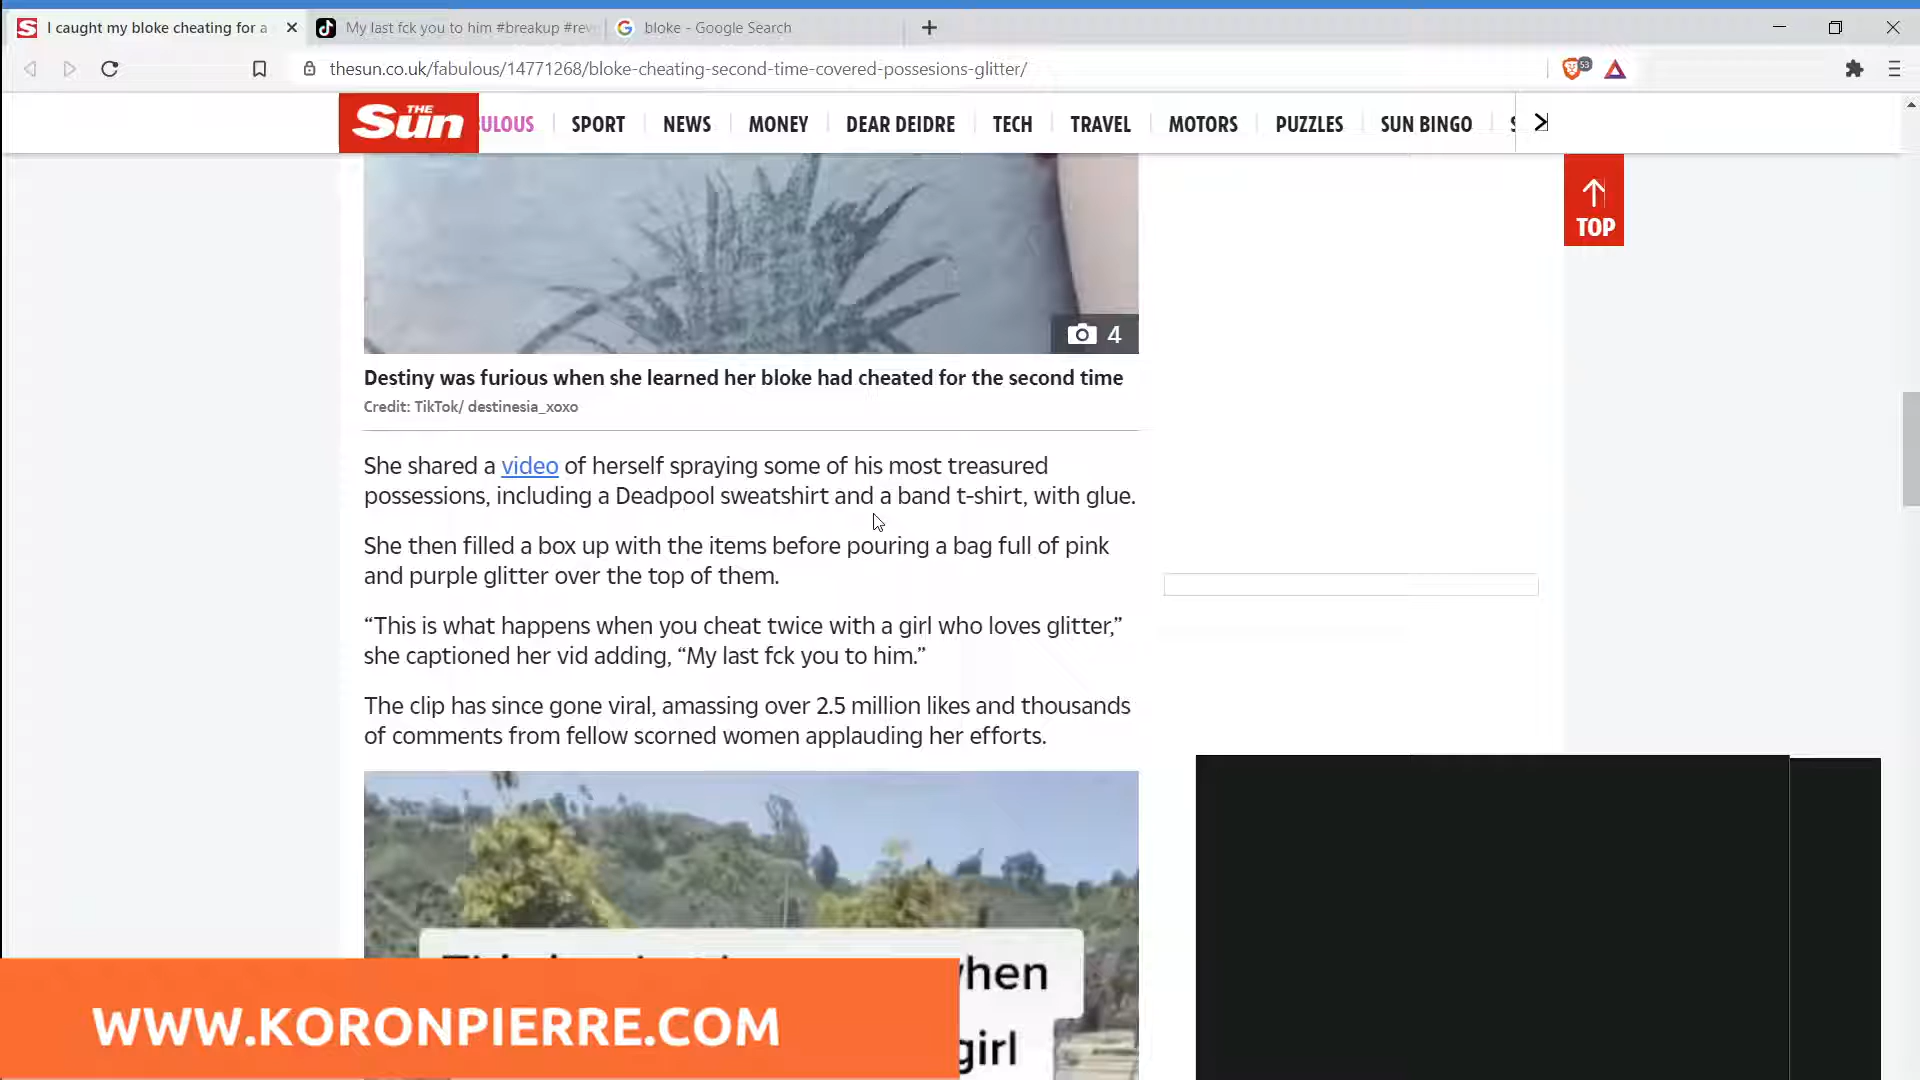 I caught my bloke cheating for a
My last fck you to him #breakup #rev
bloke - Google Search
thesun.co.uk/fabulous/14771268/bloke-cheating-second-time-covered-possesions-glitter/
53
THE Sun
ULOUS SPORT NEWS MONEY DEAR DEIDRE TECH TRAVEL MOTORS PUZZLES SUN BINGO
TOP
4
Destiny was furious when she learned her bloke had cheated for the second time
Credit: TikTok/ destinesia_xoxo
She shared a video of herself spraying some of his most treasured
possessions, including a Deadpool sweatshirt and a band t-shirt, with glue.
She then filled a box up with the items before pouring a bag full of pink
and purple glitter over the top of them.
“This is what happens when you cheat twice with a girl who loves glitter,”
she captioned her vid adding, “My last fck you to him.”
The clip has since gone viral, amassing over 2.5 million likes and thousands
of comments from fellow scorned women applauding her efforts.
when
girl
WWW.KORONPIERRE.COM